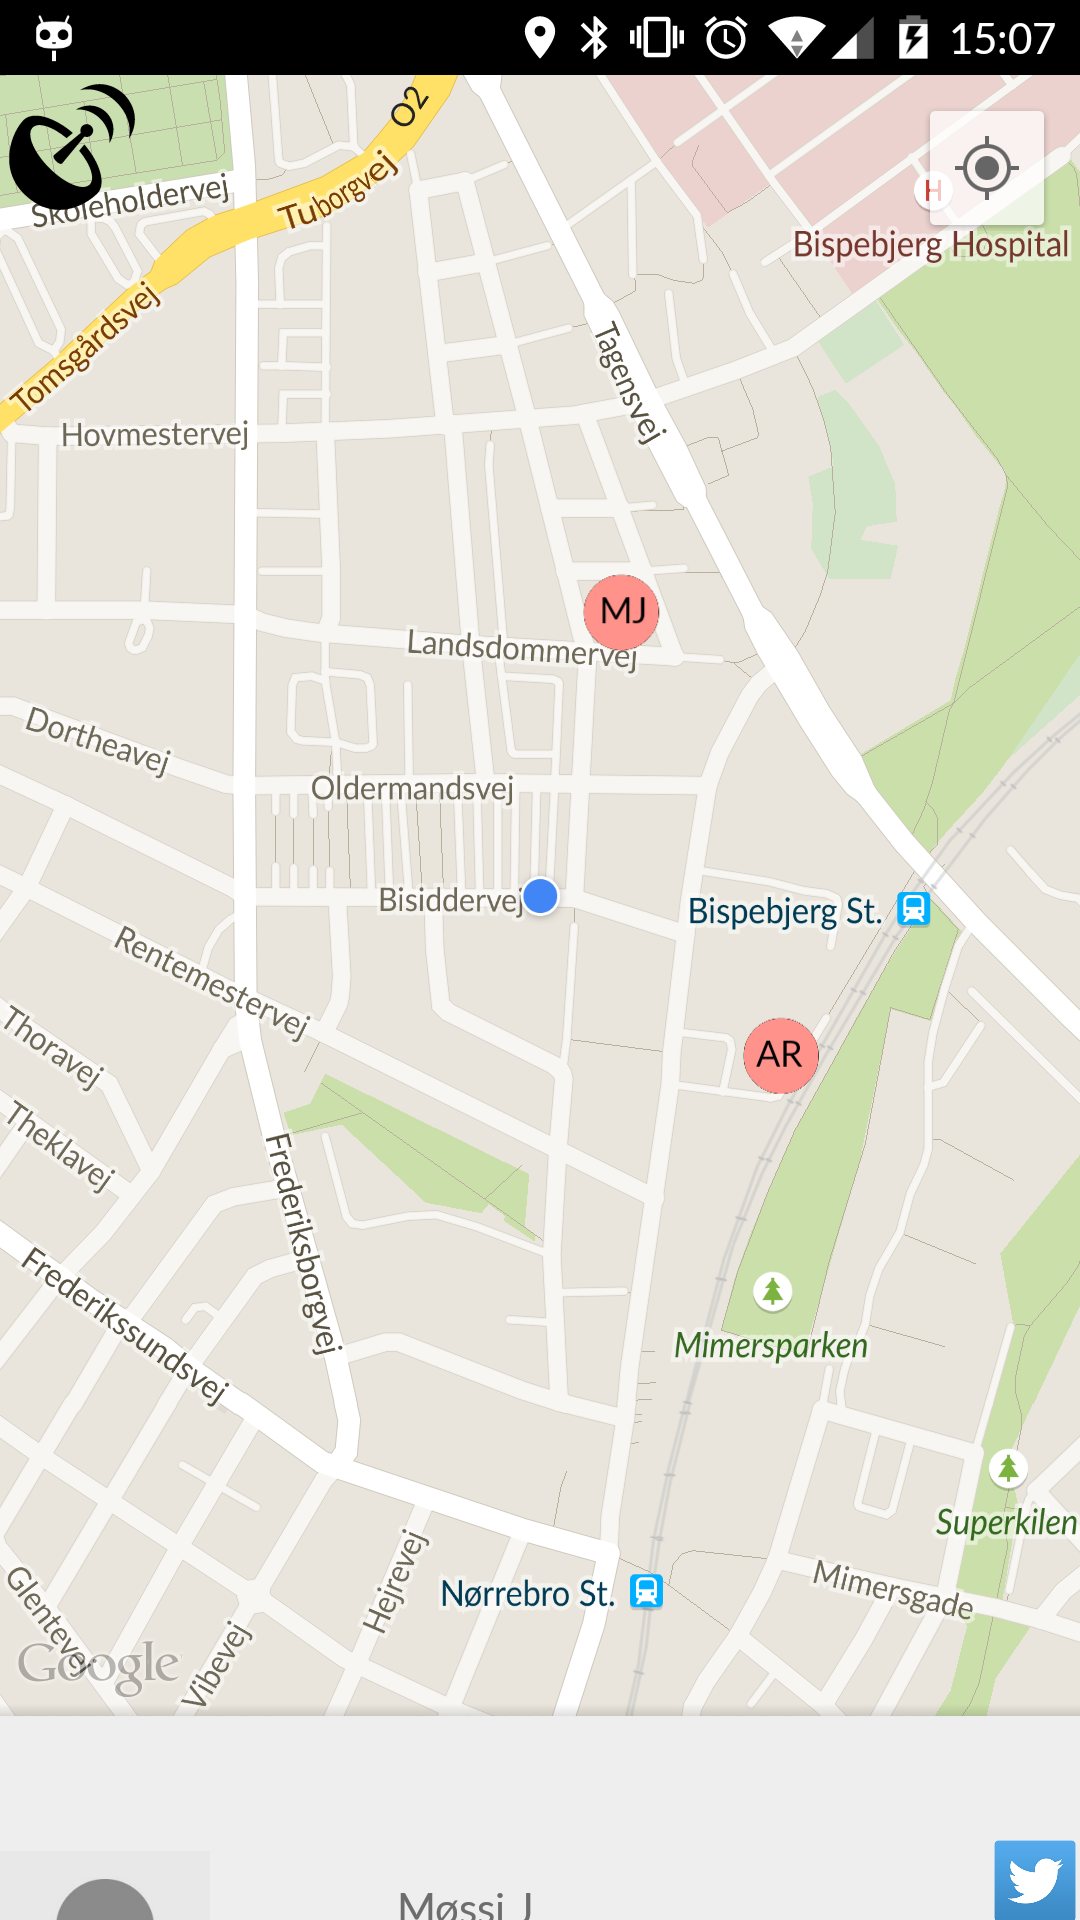 15:07
O2
Skoleholdervej
Tuborgvej
H
Bispebjerg Hospital
Tomsgårdsvej
Tagensvej
Hovmestervej
MJ
Landsdommervej
Dortheavej
Oldermandsvej
Bisiddervej
Bispebjerg St.
Rentemestervej
Thoravej
AR
Theklavej
Frederiksborgvej
Frederikssundsvej
Mimersparken
Superkilen
Hejrevej
Nørrebro St.
Mimersgade
Glentevej
Vibevej
Google
Møssi J